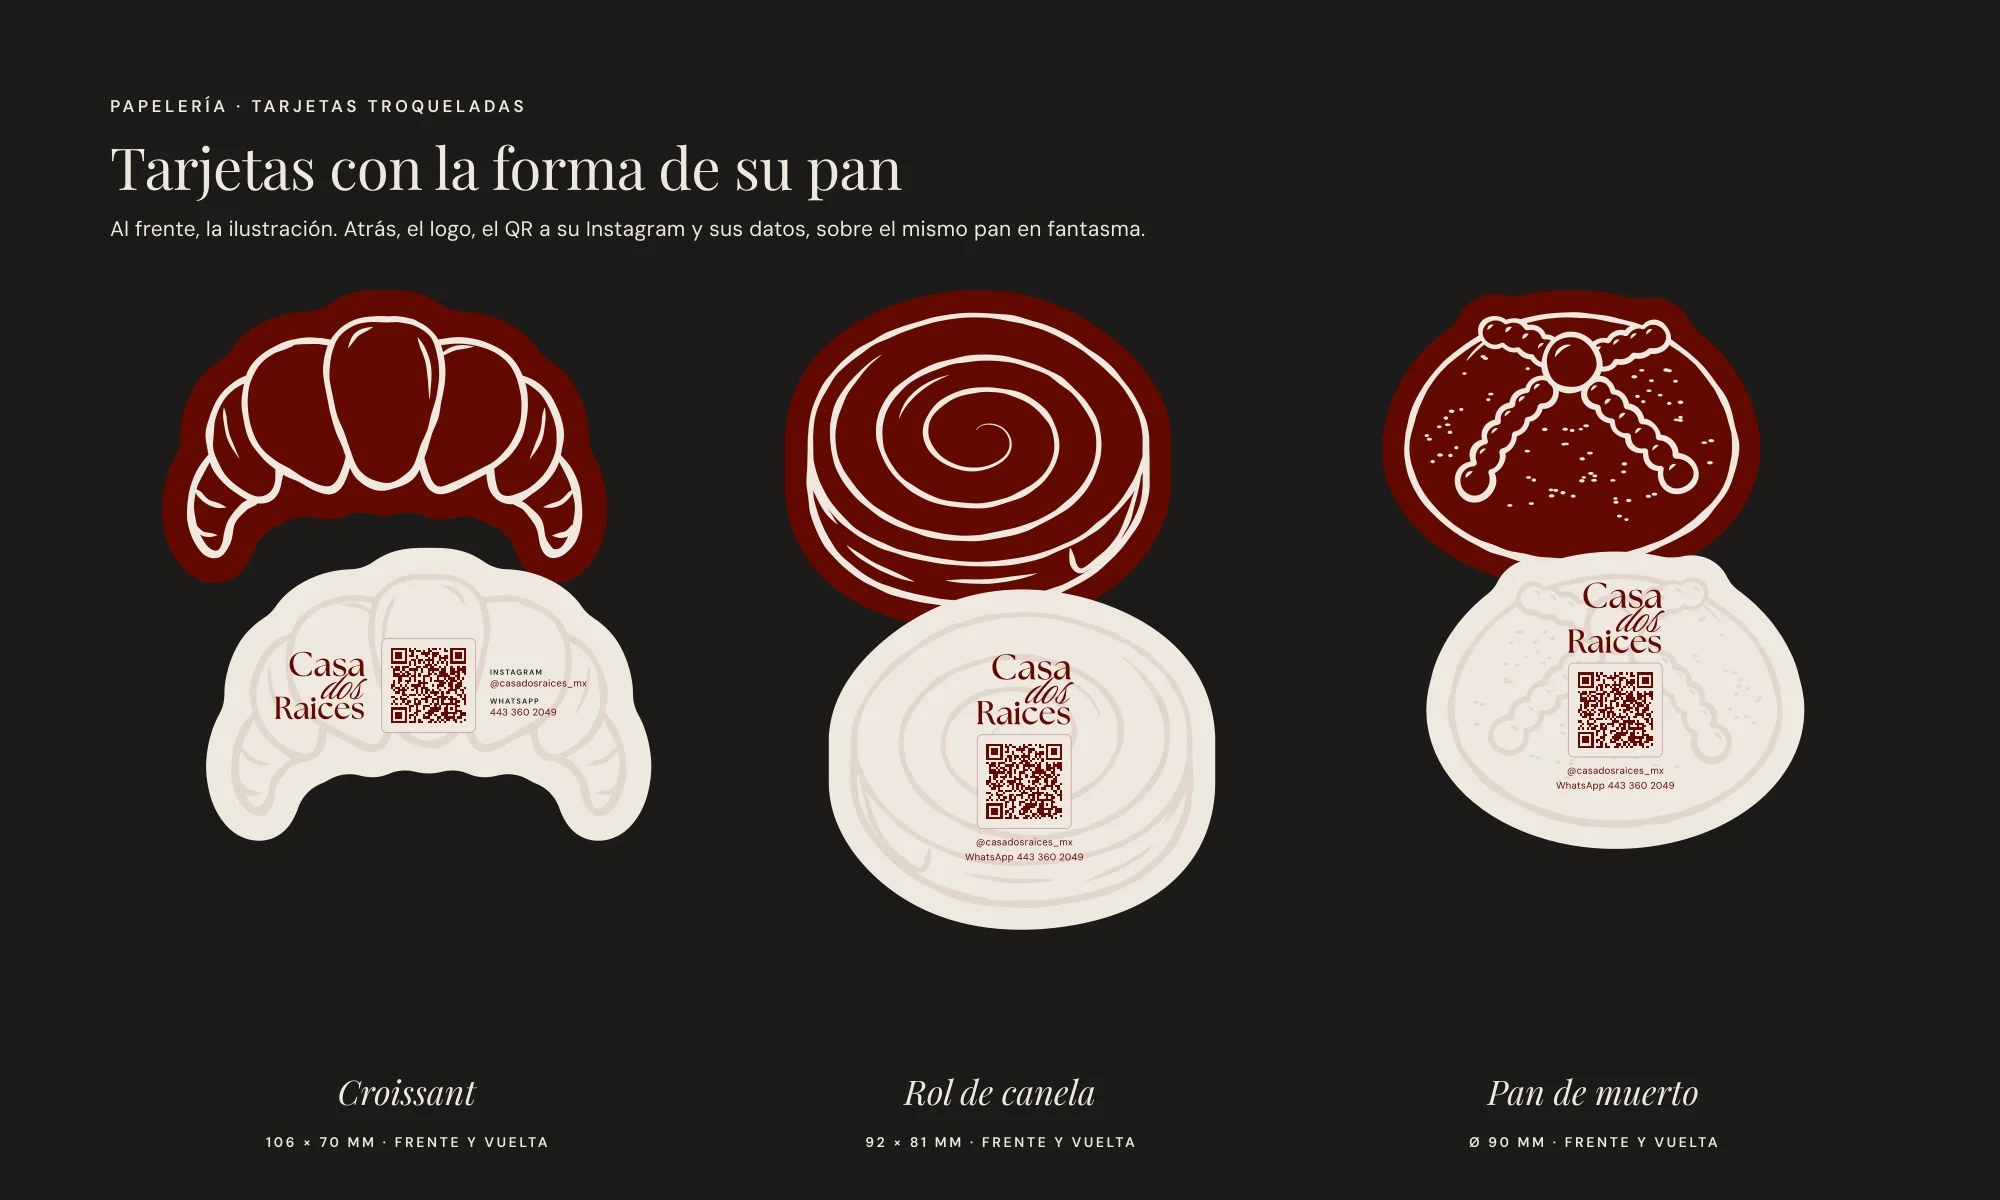 PAPELERÍA · TARJETAS TROQUELADAS
Tarjetas con la forma de su pan
Al frente, la ilustración. Atrás, el logo, el QR a su Instagram y sus datos, sobre el mismo pan en fantasma.
Casa
dos
Raices
INSTAGRAM
@casadosraices_mx
WHATSAPP
443 360 2049
Casa
dos
Raices
@casadosraices_mx
WhatsApp 443 360 2049
Casa
dos
Raices
@casadosraices_mx
WhatsApp 443 360 2049
Croissant
106 × 70 MM · FRENTE Y VUELTA
Rol de canela
92 × 81 MM · FRENTE Y VUELTA
Pan de muerto
Ø 90 MM · FRENTE Y VUELTA